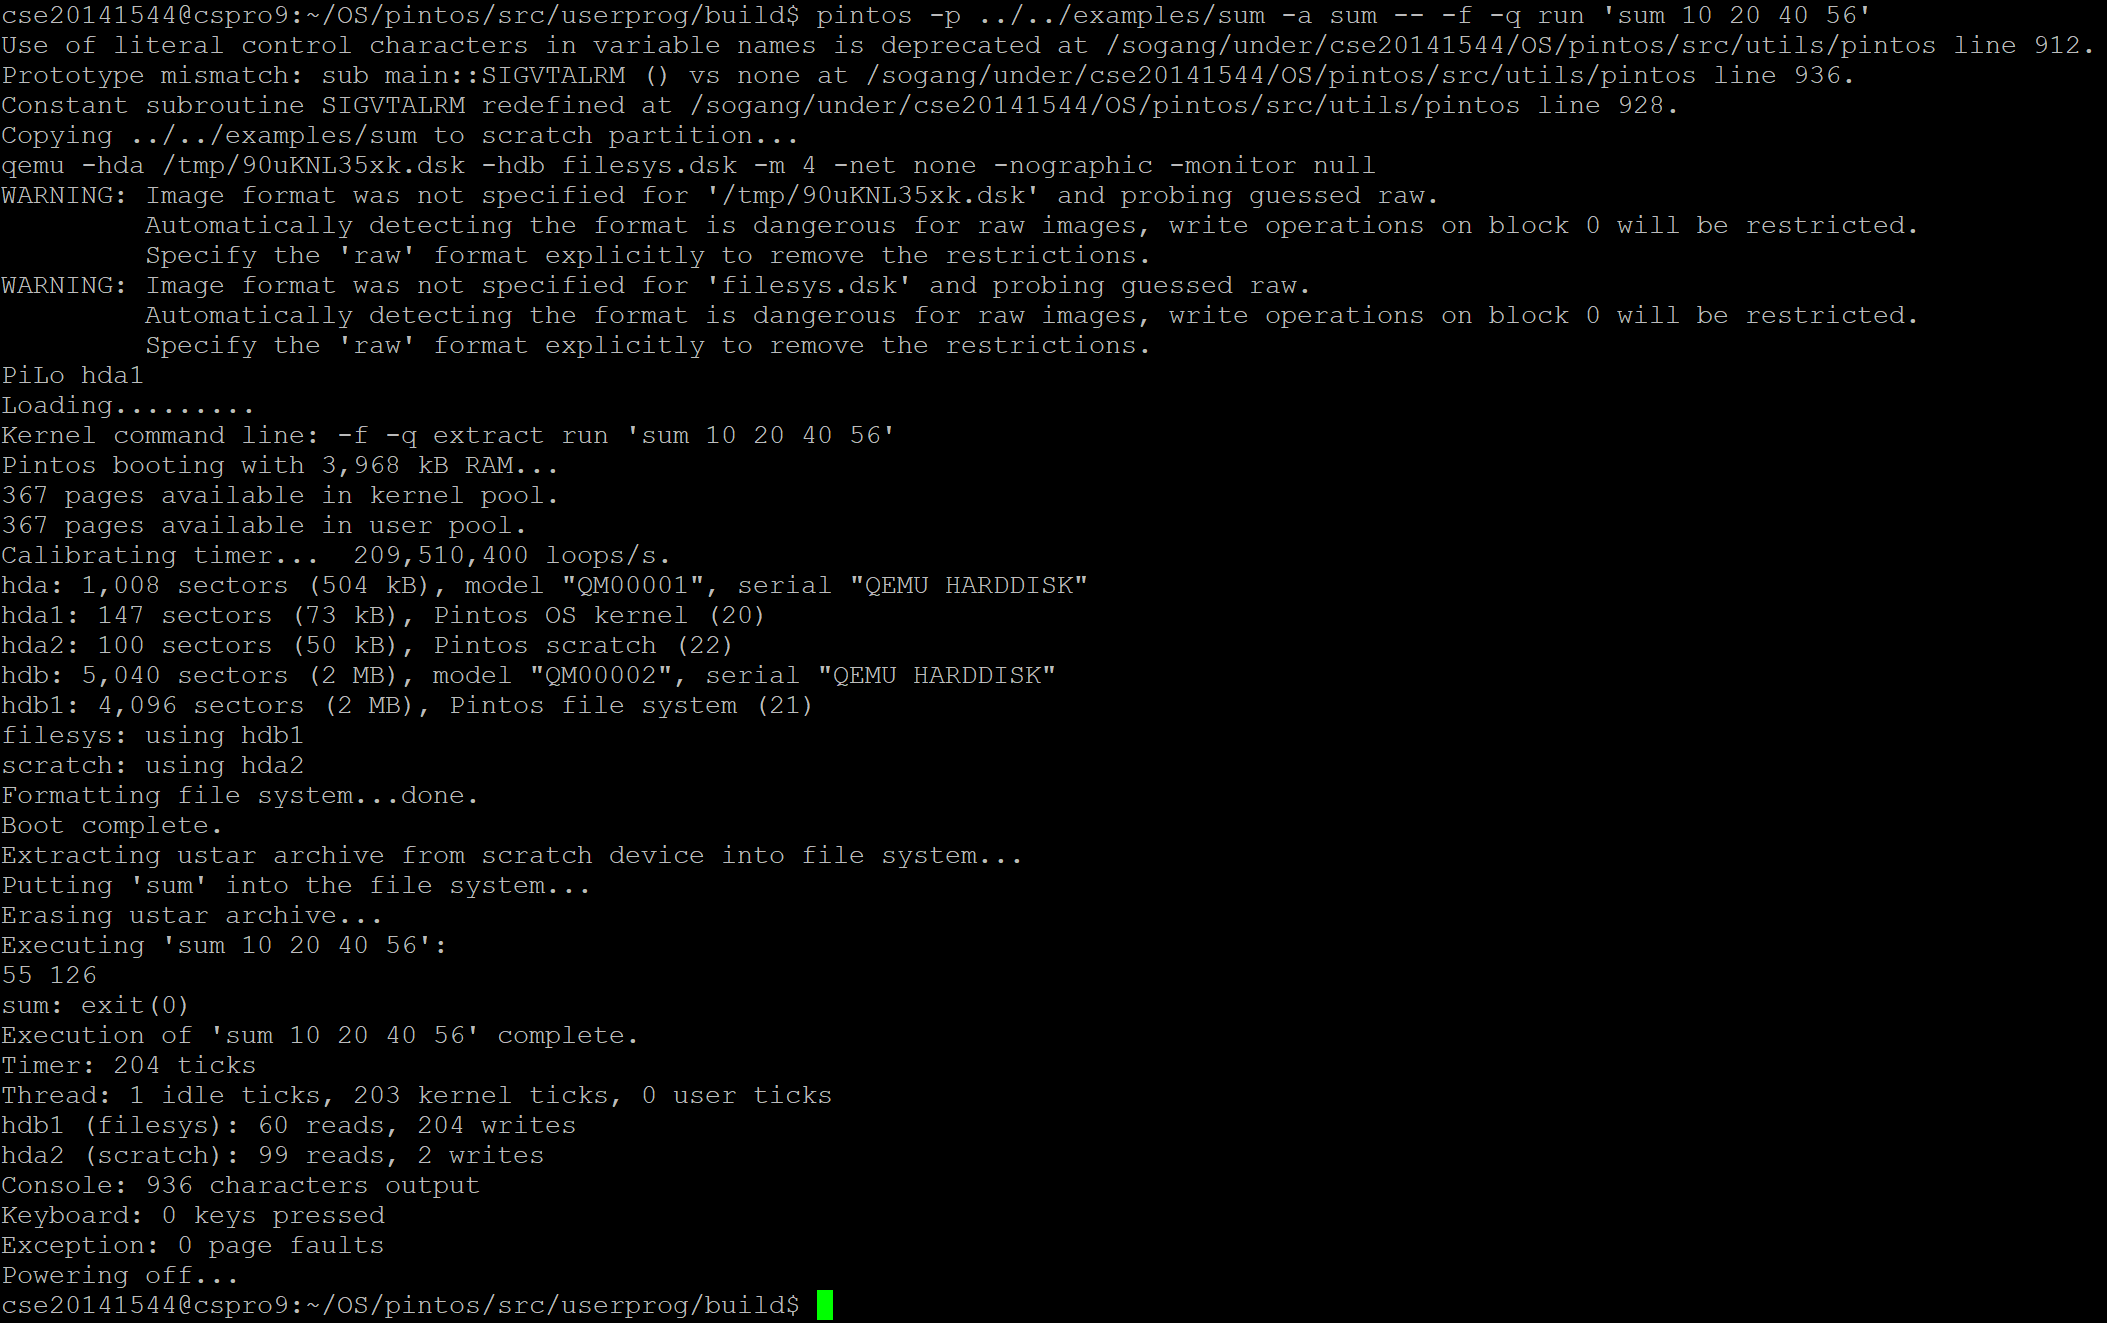 cse20141544@cspro9:~/OS/pintos/src/userprog/build$ pintos -p ../../examples/sum -a sum -- -f -q run 'sum 10 20 40 56'
Use of literal control characters in variable names is deprecated at /sogang/under/cse20141544/OS/pintos/src/utils/pintos line 912.
Prototype mismatch: sub main::SIGVTALRM () vs none at /sogang/under/cse20141544/OS/pintos/src/utils/pintos line 936.
Constant subroutine SIGVTALRM redefined at /sogang/under/cse20141544/OS/pintos/src/utils/pintos line 928.
Copying ../../examples/sum to scratch partition...
qemu -hda /tmp/90uKNL35xk.dsk -hdb filesys.dsk -m 4 -net none -nographic -monitor null
WARNING: Image format was not specified for '/tmp/90uKNL35xk.dsk' and probing guessed raw.
         Automatically detecting the format is dangerous for raw images, write operations on block 0 will be restricted.
         Specify the 'raw' format explicitly to remove the restrictions.
WARNING: Image format was not specified for 'filesys.dsk' and probing guessed raw.
         Automatically detecting the format is dangerous for raw images, write operations on block 0 will be restricted.
         Specify the 'raw' format explicitly to remove the restrictions.
PiLo hda1
Loading.........
Kernel command line: -f -q extract run 'sum 10 20 40 56'
Pintos booting with 3,968 kB RAM...
367 pages available in kernel pool.
367 pages available in user pool.
Calibrating timer...  209,510,400 loops/s.
hda: 1,008 sectors (504 kB), model "QM00001", serial "QEMU HARDDISK"
hda1: 147 sectors (73 kB), Pintos OS kernel (20)
hda2: 100 sectors (50 kB), Pintos scratch (22)
hdb: 5,040 sectors (2 MB), model "QM00002", serial "QEMU HARDDISK"
hdb1: 4,096 sectors (2 MB), Pintos file system (21)
filesys: using hdb1
scratch: using hda2
Formatting file system...done.
Boot complete.
Extracting ustar archive from scratch device into file system...
Putting 'sum' into the file system...
Erasing ustar archive...
Executing 'sum 10 20 40 56':
55 126
sum: exit(0)
Execution of 'sum 10 20 40 56' complete.
Timer: 204 ticks
Thread: 1 idle ticks, 203 kernel ticks, 0 user ticks
hdb1 (filesys): 60 reads, 204 writes
hda2 (scratch): 99 reads, 2 writes
Console: 936 characters output
Keyboard: 0 keys pressed
Exception: 0 page faults
Powering off...
cse20141544@cspro9:~/OS/pintos/src/userprog/build$